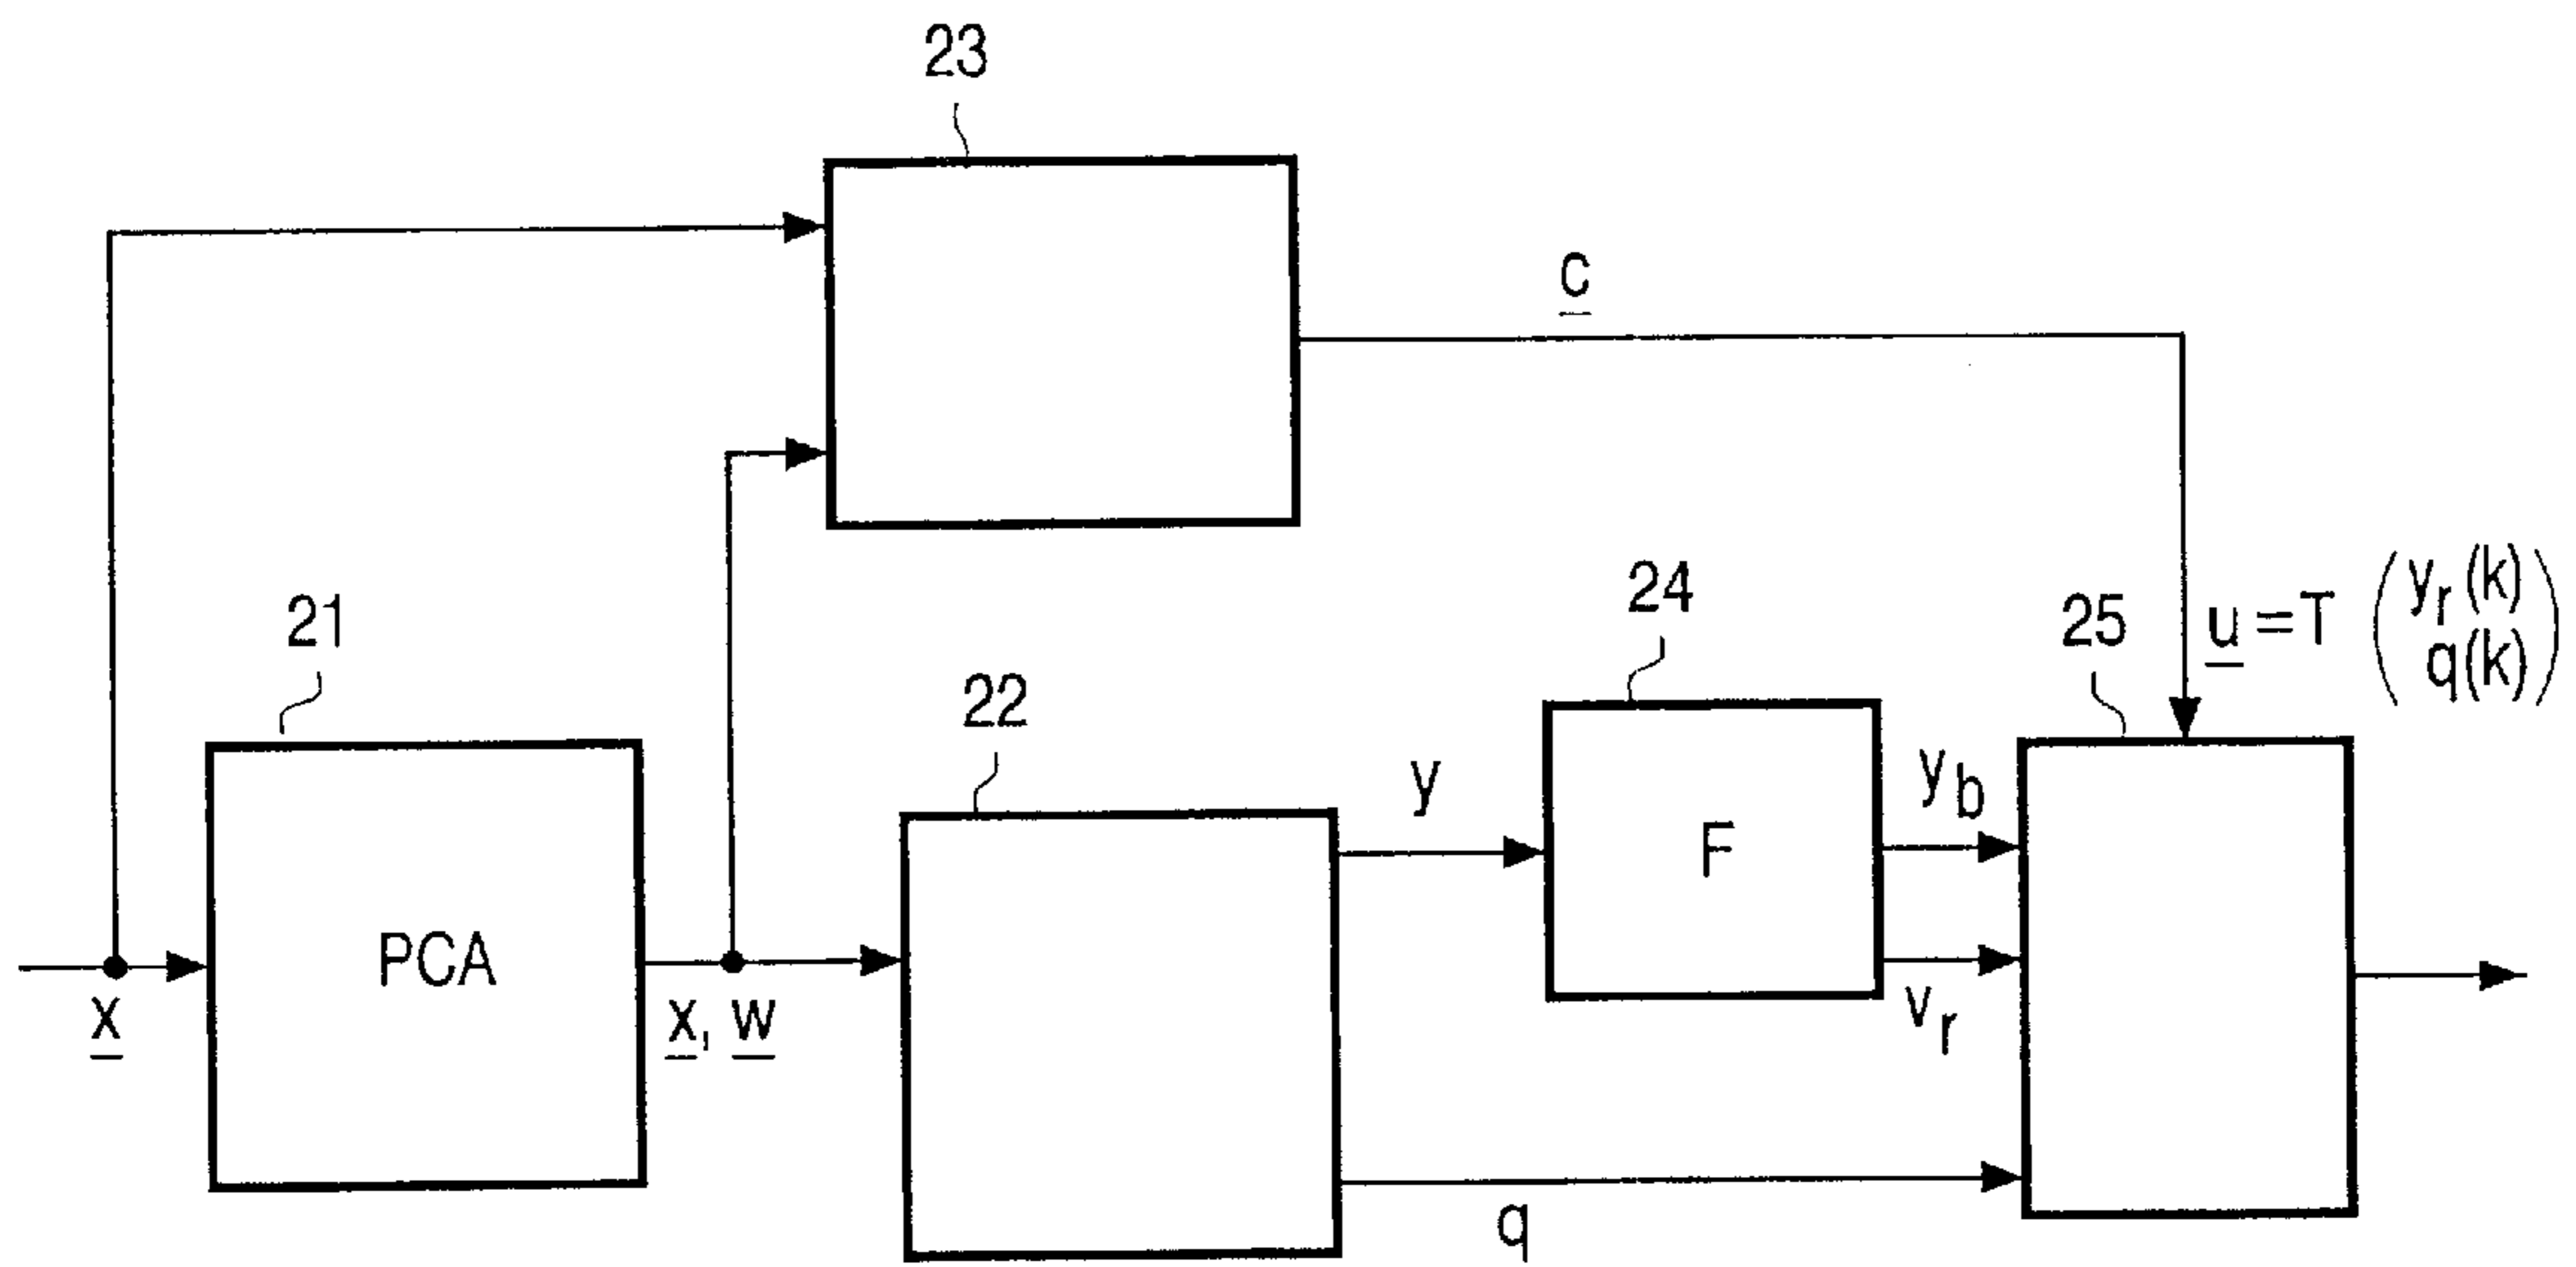 23
c
24
u = T ( y_r (k)
q(k) )
25
21
22
y
y_b
F
PCA
v_r
x
x, w
q